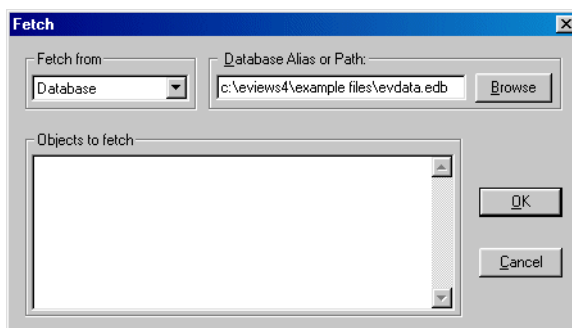 Fetch
Fetch from
Database
Database Alias or Path:
c:\eviews4\example files\evdata.edb
Browse
Objects to fetch
OK
Cancel